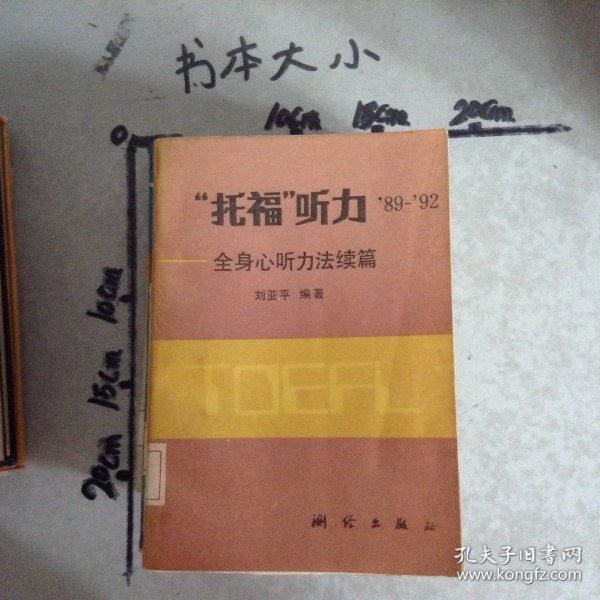 书本大小
10cm 15cm 20cm
0
10cm
15cm
20cm
“托福”听力 '89-'92
——全身心听力法续篇
刘亚平 编著
TOEFL
测绘出版社
孔夫子旧书网
www.kongfz.com